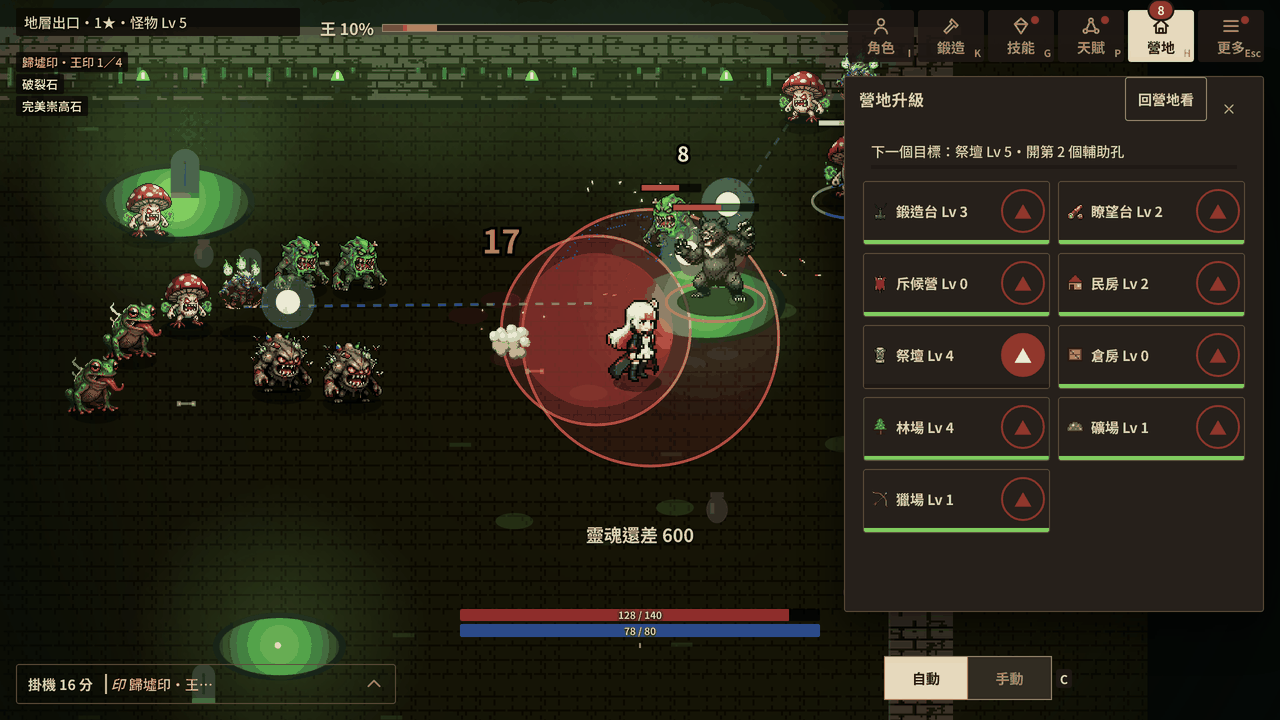 地層出口・1★・怪物 Lv 5
王 10%
歸墟印・王印 1／4
破裂石
完美崇高石
角色 I
鍛造 K
技能 G
天賦 P
8
營地 H
更多 Esc
營地升級
回營地看
×
下一個目標：祭壇 Lv 5・開第 2 個輔助孔
鍛造台 Lv 3
瞭望台 Lv 2
斥候營 Lv 0
民房 Lv 2
祭壇 Lv 4
倉房 Lv 0
林場 Lv 4
礦場 Lv 1
獵場 Lv 1
8
17
靈魂還差 600
128 / 140
78 / 80
掛機 16 分
印 歸墟印・王⋯
自動
手動
C